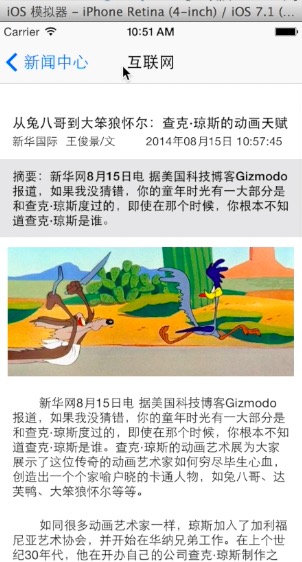 iOS 模拟器 - iPhone Retina (4-inch) / iOS 7.1 (...
Carrier 10:51 AM
新闻中心 互联网
从兔八哥到大笨狼怀尔：查克·琼斯的动画天赋
新华国际 王俊景/文 2014年08月15日 10:57:45
摘要：新华网8月15日电 据美国科技博客Gizmodo
报道，如果我没猜错，你的童年时光有一大部分是
和查克·琼斯度过的，即使在那个时候，你根本不知
道查克·琼斯是谁。
新华网8月15日电 据美国科技博客Gizmodo
报道，如果我没猜错，你的童年时光有一大部分是
和查克·琼斯度过的，即使在那个时候，你根本不知
道查克·琼斯是谁。查克·琼斯的动画艺术展为大家
展示了这位传奇的动画艺术家如何穷尽毕生心血，
创造出一个个家喻户晓的卡通人物，如兔八哥、达
芙鸭、大笨狼怀尔等等。
如同很多动画艺术家一样，琼斯加入了加利福
尼亚艺术协会，并开始在华纳兄弟工作。在上个世
纪30年代，他在开办自己的公司查克·琼斯制作之